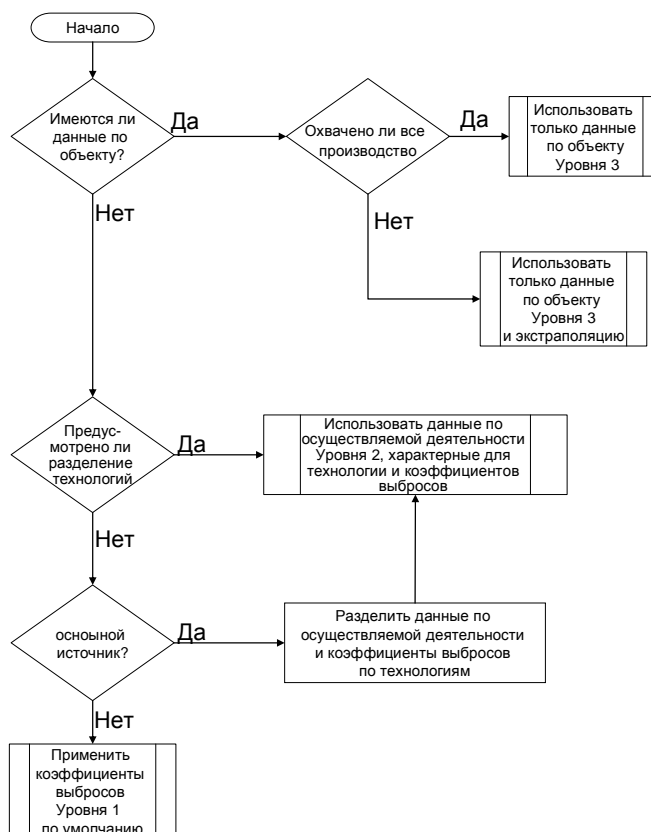 Начало
Имеются ли
данные по
объекту?
Да
Охвачено ли все
производство
Да
Использовать
только данные
по объекту
Уровня 3
Нет
Нет
Использовать
только данные
по объекту
Уровня 3
и экстраполяцию
Предус-
мотрено ли
разделение
технологий
Да
Использовать данные по
осуществляемой деятельности
Уровня 2, характерные для
технологии и коэффициентов
выбросов
Нет
осноыной
источник?
Да
Разделить данные по
осуществляемой деятельности
и коэффициенты выбросов
по технологиям
Нет
Применить
коэффициенты
выбросов
Уровня 1
по умолчанию